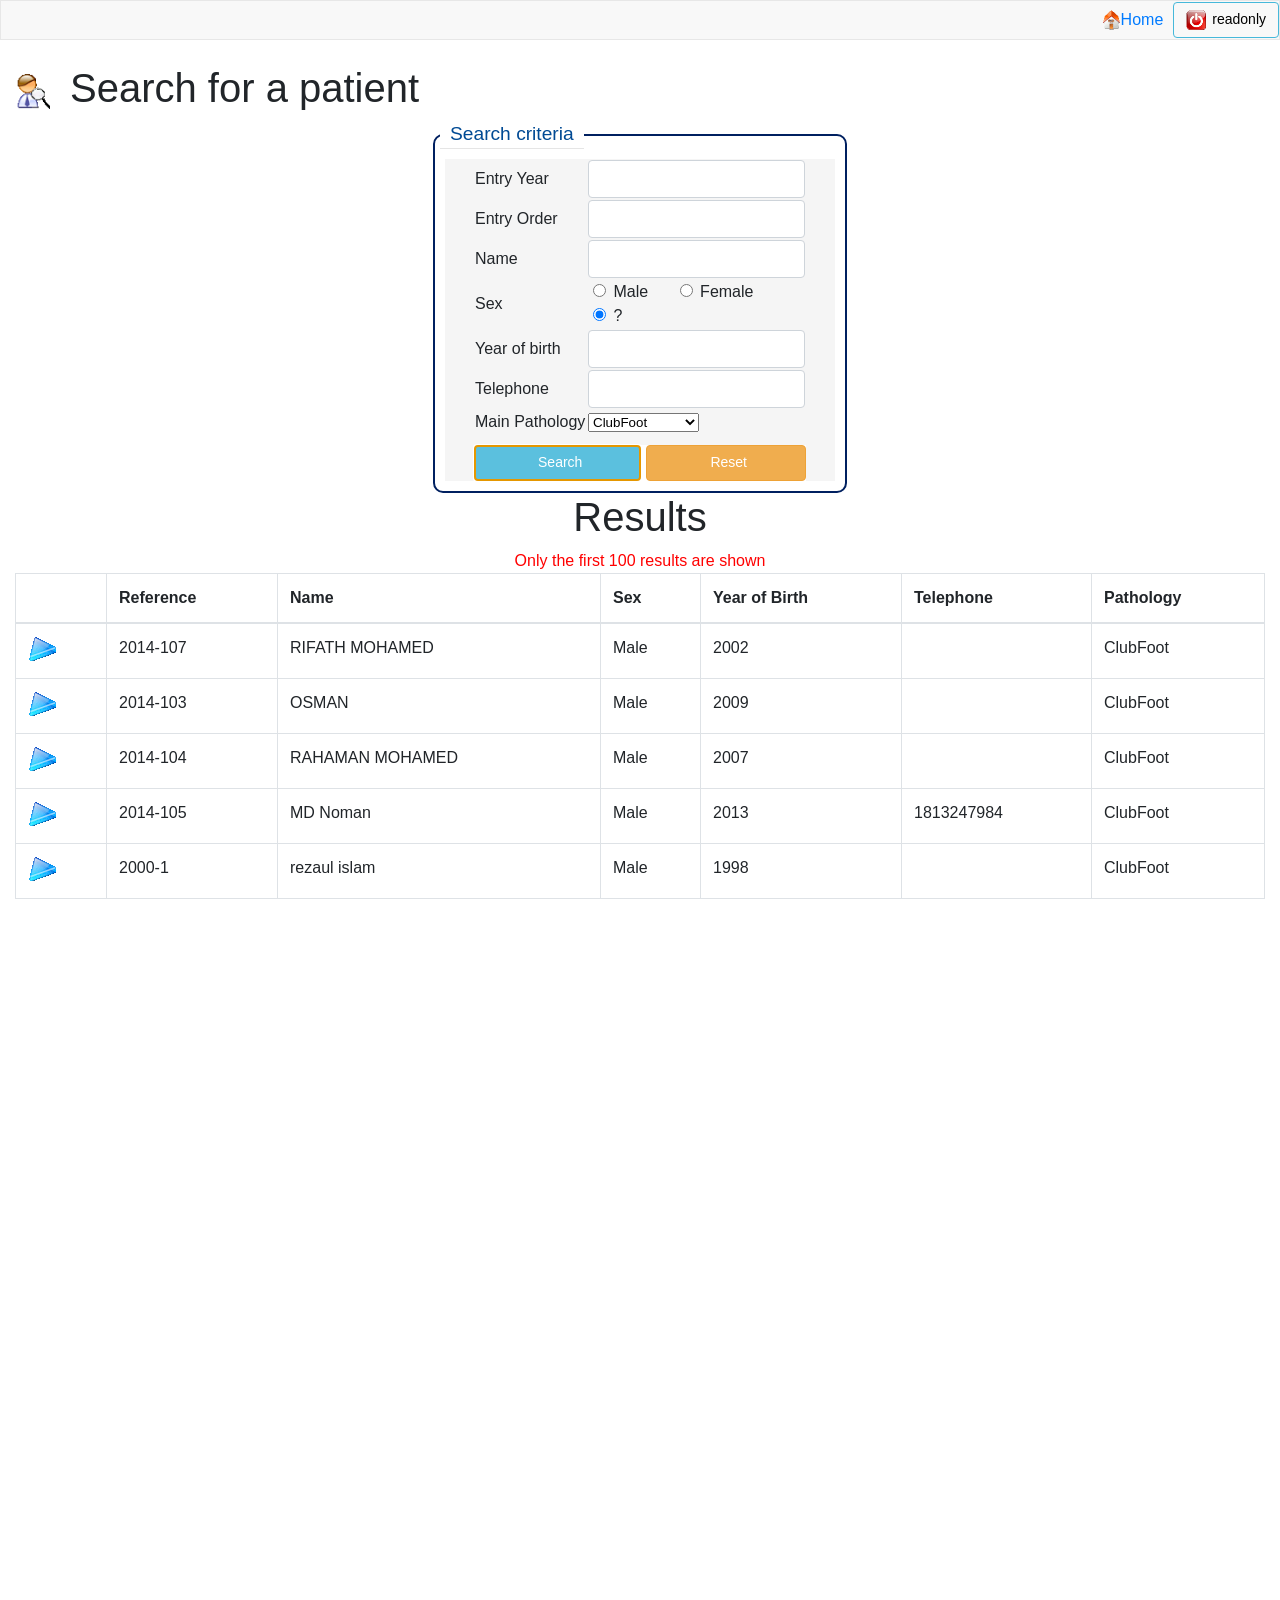 Home readonly
Search for a patient
Search criteria
Entry Year
Entry Order
Name
Sex Male Female
?
Year of birth
Telephone
Main Pathology ClubFoot
Search Reset
Results
Only the first 100 results are shown
Reference Name Sex Year of Birth Telephone Pathology
2014-107 RIFATH MOHAMED Male 2002 ClubFoot
2014-103 OSMAN Male 2009 ClubFoot
2014-104 RAHAMAN MOHAMED Male 2007 ClubFoot
2014-105 MD Noman Male 2013 1813247984 ClubFoot
2000-1 rezaul islam Male 1998 ClubFoot